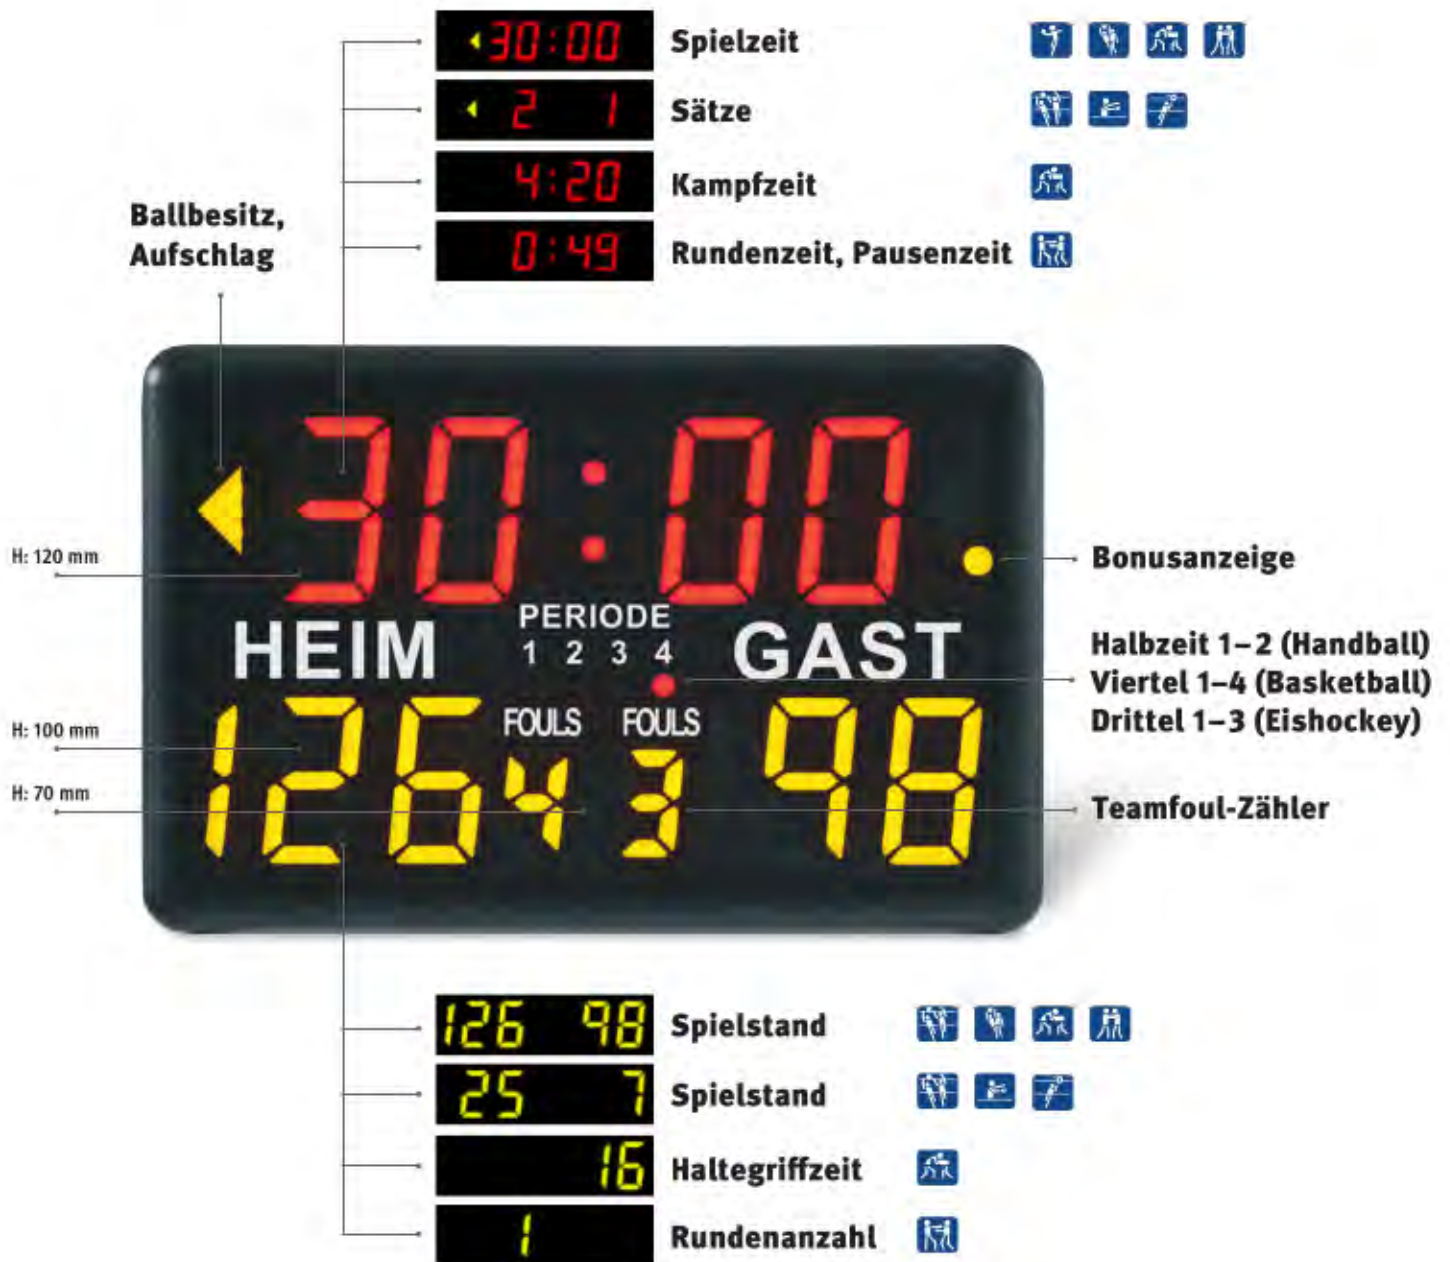 30:00 Spielzeit
2 1 Sätze
4:20 Kampfzeit
0:49 Rundenzeit, Pausenzeit
Ballbesitz,
Aufschlag
30:00
H: 120 mm
Bonusanzeige
PERIODE
HEIM 1 2 3 4 GAST
Halbzeit 1–2 (Handball)
Viertel 1–4 (Basketball)
Drittel 1–3 (Eishockey)
FOULS FOULS
H: 100 mm
126 4 3 98
H: 70 mm
Teamfoul-Zähler
126 98 Spielstand
25 7 Spielstand
16 Haltegriffzeit
1 Rundenanzahl